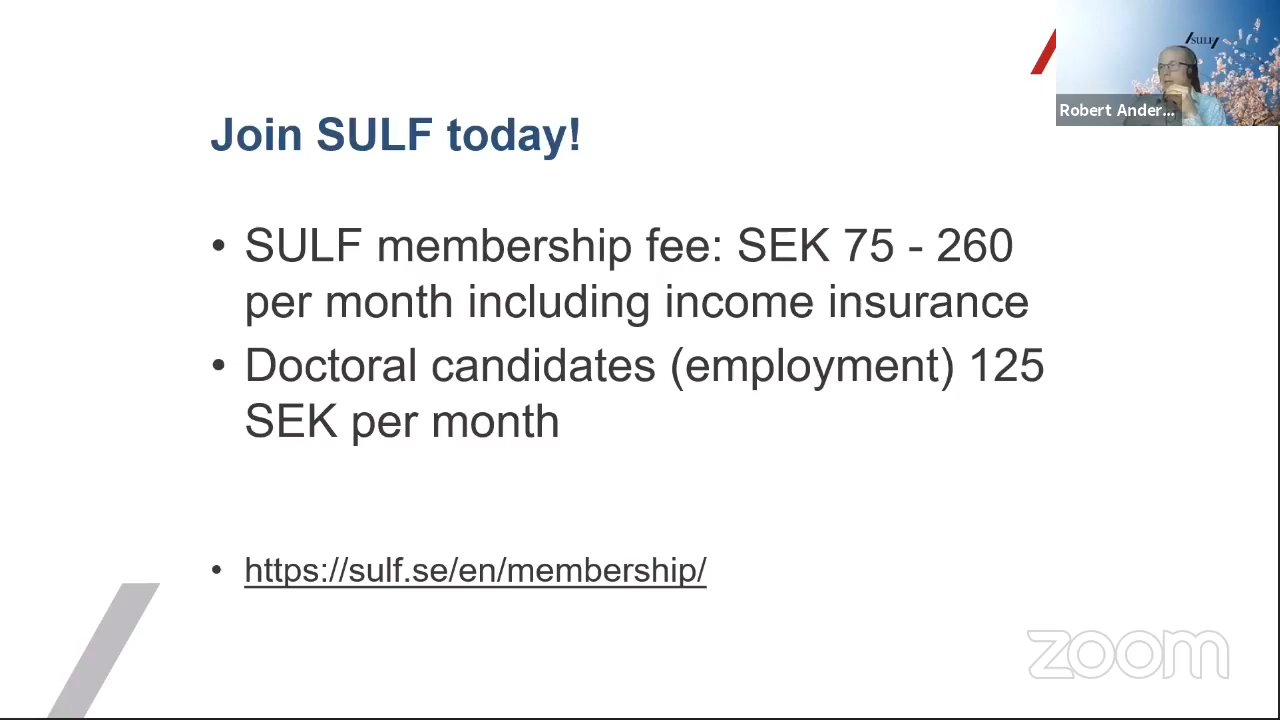 /SULF/
Robert Ander...
Join SULF today!
• SULF membership fee: SEK 75 - 260
per month including income insurance
• Doctoral candidates (employment) 125
SEK per month
• https://sulf.se/en/membership/
zoom